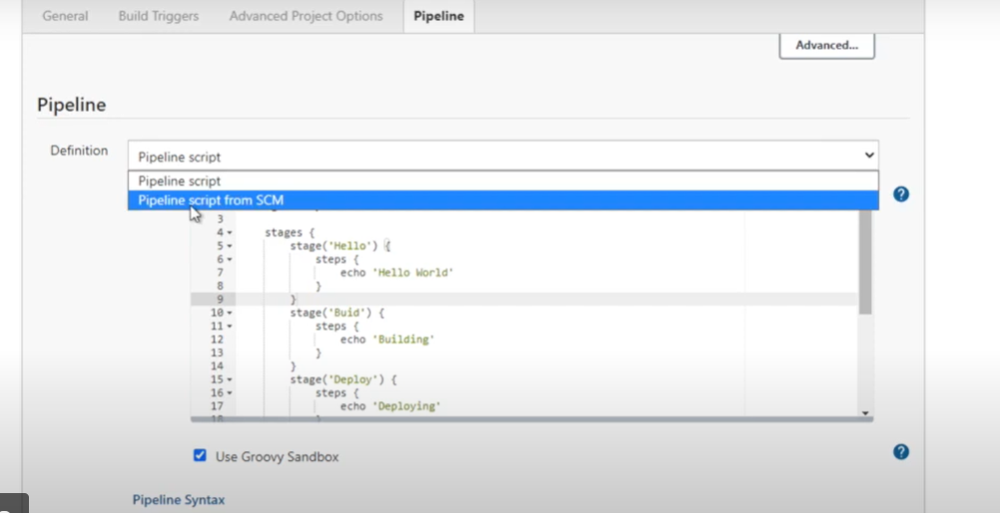 General Build Triggers Advanced Project Options Pipeline
Advanced...
Pipeline
Definition
Pipeline script
Pipeline script
Pipeline script from SCM
?
3
4 stages {
5 stage('Hello') {
6 steps {
7 echo 'Hello World'
8 }
9 }
10 stage('Buid') {
11 steps {
12 echo 'Building'
13 }
14 }
15 stage('Deploy') {
16 steps {
17 echo 'Deploying'
18 }
Use Groovy Sandbox
?
Pipeline Syntax